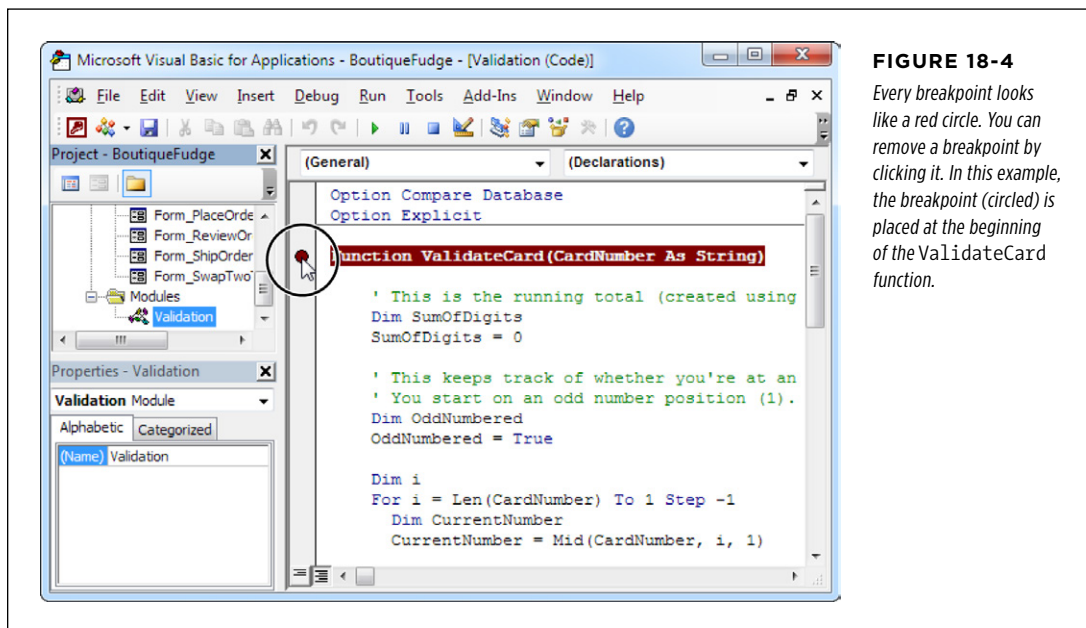 Microsoft Visual Basic for Applications - BoutiqueFudge - [Validation (Code)]
File Edit View Insert Debug Run Tools Add-Ins Window Help
Project - BoutiqueFudge
Form_PlaceOrde
Form_ReviewOr
Form_ShipOrder
Form_SwapTwo
Modules
Validation
Properties - Validation
Validation Module
Alphabetic Categorized
(Name) Validation
(General) (Declarations)
Option Compare Database
Option Explicit
Function ValidateCard(CardNumber As String)
' This is the running total (created using
Dim SumOfDigits
SumOfDigits = 0
' This keeps track of whether you're at an
' You start on an odd number position (1).
Dim OddNumbered
OddNumbered = True
Dim i
For i = Len(CardNumber) To 1 Step -1
Dim CurrentNumber
CurrentNumber = Mid(CardNumber, i, 1)
FIGURE 18-4
Every breakpoint looks
like a red circle. You can
remove a breakpoint by
clicking it. In this example,
the breakpoint (circled) is
placed at the beginning
of the ValidateCard
function.